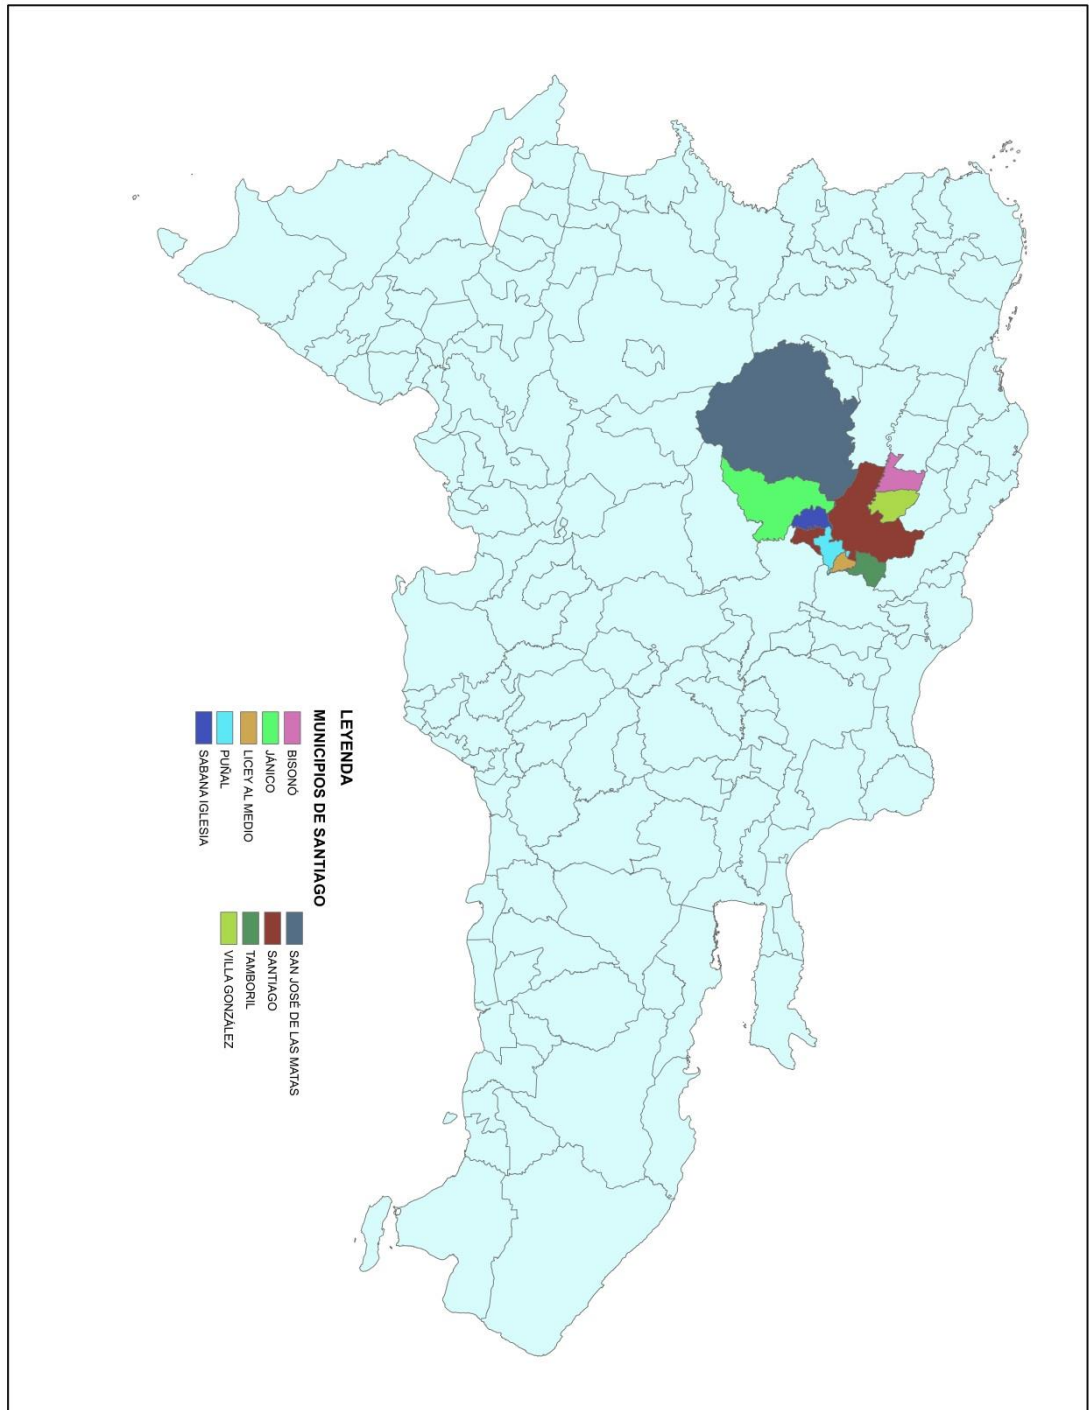 LEYENDA
MUNICIPIOS DE SANTIAGO
BISONÓ
JÁNICO
LICEY AL MEDIO
PUÑAL
SABANA IGLESIA
SAN JOSÉ DE LAS MATAS
SANTIAGO
TAMBORIL
VILLA GONZÁLEZ